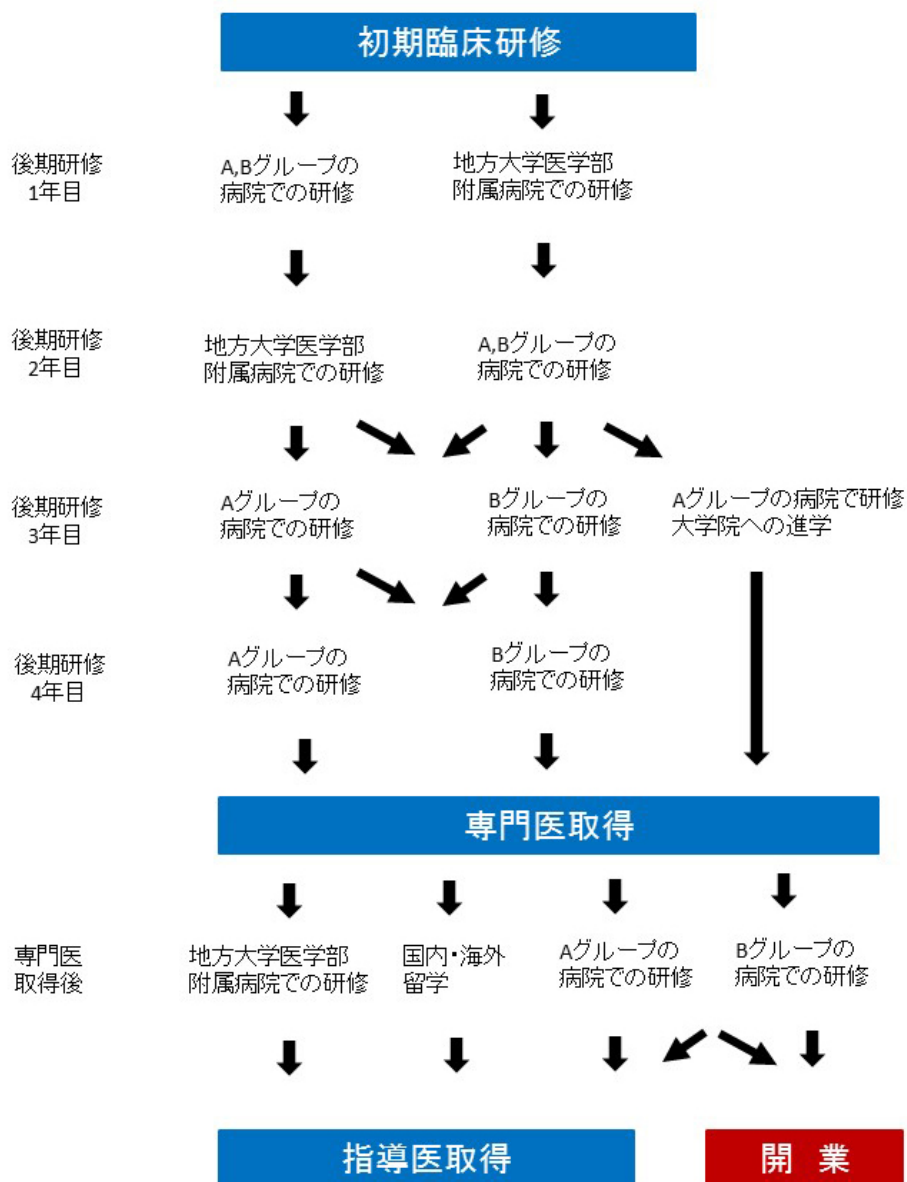 初期臨床研修
後期研修
1年目
A,Bグループの
病院での研修
地方大学医学部
附属病院での研修
後期研修
2年目
地方大学医学部
附属病院での研修
A,Bグループの
病院での研修
後期研修
3年目
Aグループの
病院での研修
Bグループの
病院での研修
Aグループの病院で研修
大学院への進学
後期研修
4年目
Aグループの
病院での研修
Bグループの
病院での研修
専門医取得
専門医
取得後
地方大学医学部
附属病院での研修
国内・海外
留学
Aグループの
病院での研修
Bグループの
病院での研修
指導医取得
開 業